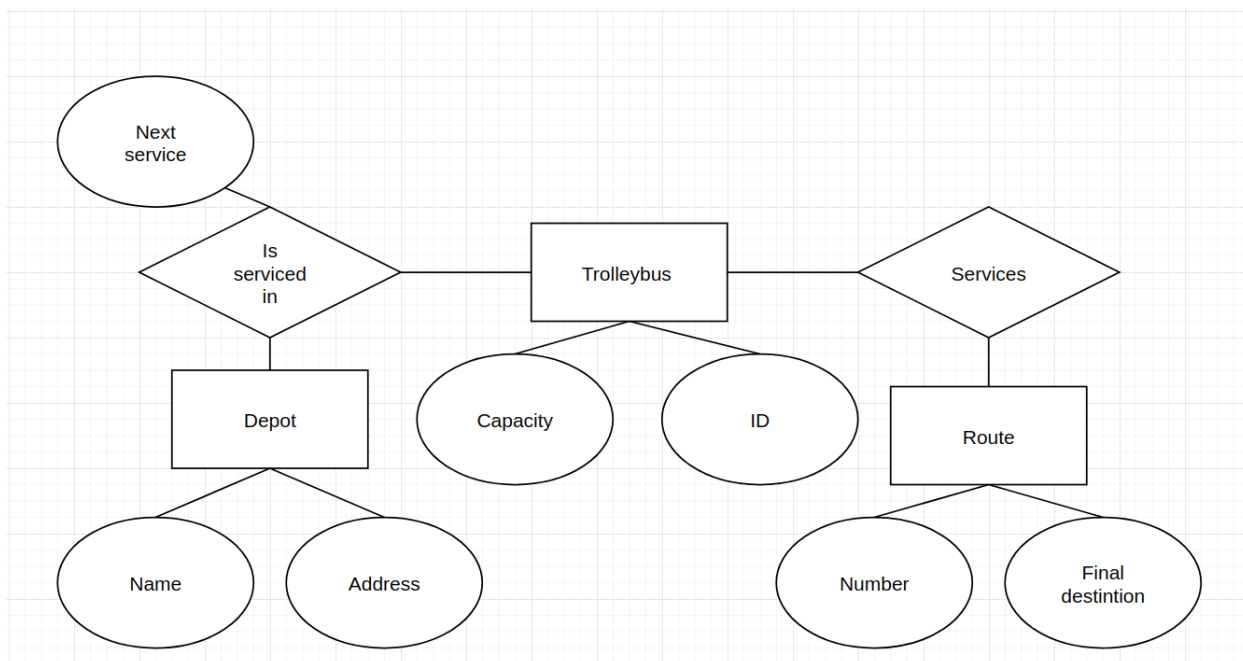 Next
service
Is
serviced
in
Trolleybus
Services
Depot
Capacity
ID
Route
Name
Address
Number
Final
destintion